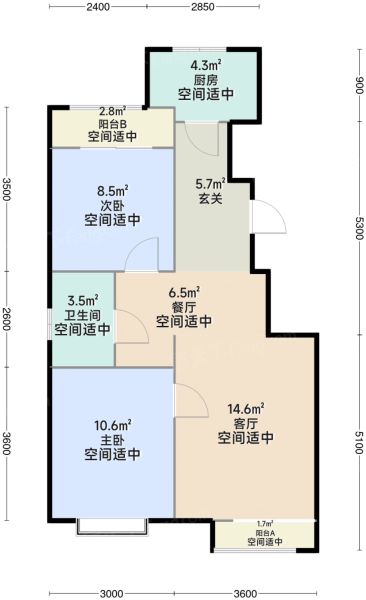 2400
2850
4.3㎡
厨房
空间适中
900
2.8㎡
阳台B
空间适中
3500
8.5㎡
次卧
空间适中
5.7㎡
玄关
5300
3.5㎡
卫生间
空间适中
6.5㎡
餐厅
空间适中
2600
10.6㎡
主卧
空间适中
14.6㎡
客厅
空间适中
3600
5100
1.7㎡
阳台A
空间适中
3000
3600